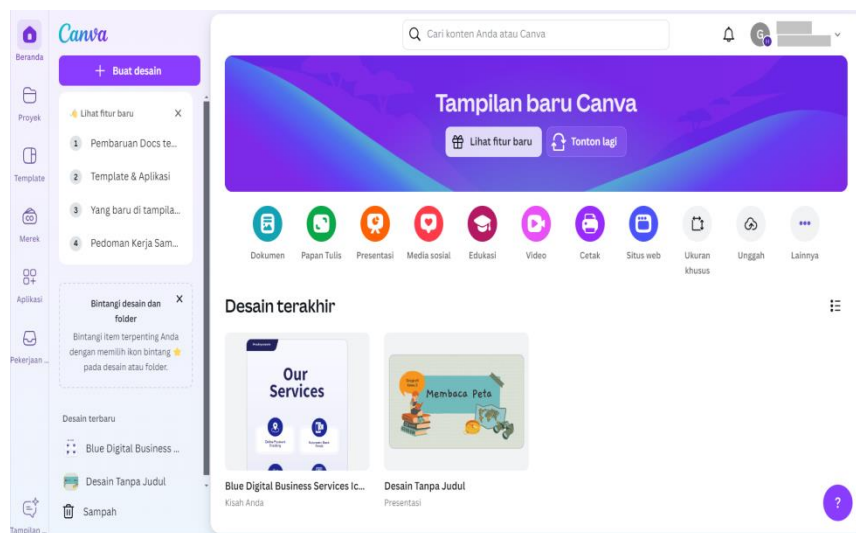 Beranda
Proyek
Template
Merek
Aplikasi
Pekerjaan ...
Tampilan ...
Canva
+ Buat desain
Lihat fitur baru X
1 Pembaruan Docs te...
2 Template & Aplikasi
3 Yang baru di tampila...
4 Pedoman Kerja Sam...
Bintangi desain dan X
folder
Bintangi item terpenting Anda
dengan memilih ikon bintang
pada desain atau folder.
Desain terbaru
Blue Digital Business ...
Desain Tanpa Judul
Sampah
Cari konten Anda atau Canva
G
Tampilan baru Canva
Lihat fitur baru
Tonton lagi
Dokumen
Papan Tulis
Presentasi
Media sosial
Edukasi
Video
Cetak
Situs web
Ukuran
khusus
Unggah
Lainnya
Desain terakhir
Our
Services
Membaca Peta
Blue Digital Business Services Ic...
Kisah Anda
Desain Tanpa Judul
Presentasi
?